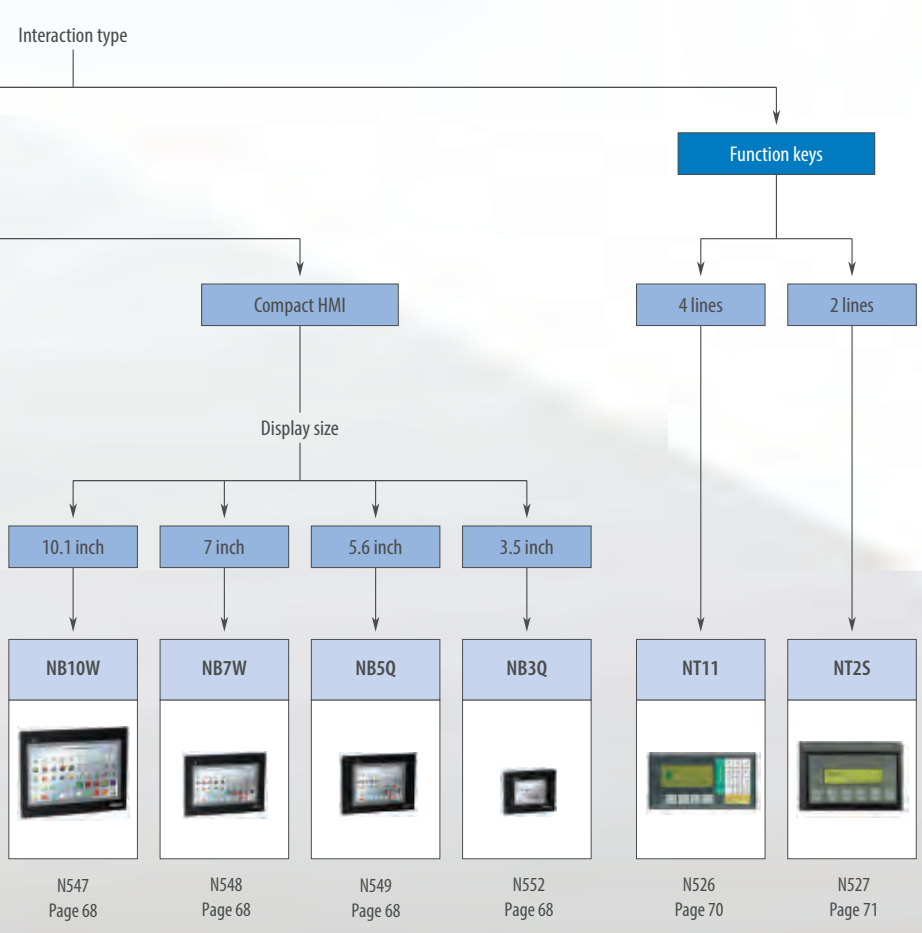 Interaction type
Function keys
Compact HMI
4 lines
2 lines
Display size
10.1 inch
7 inch
5.6 inch
3.5 inch
NB10W
NB7W
NB5Q
NB3Q
NT11
NT2S
N547
Page 68
N548
Page 68
N549
Page 68
N552
Page 68
N526
Page 70
N527
Page 71